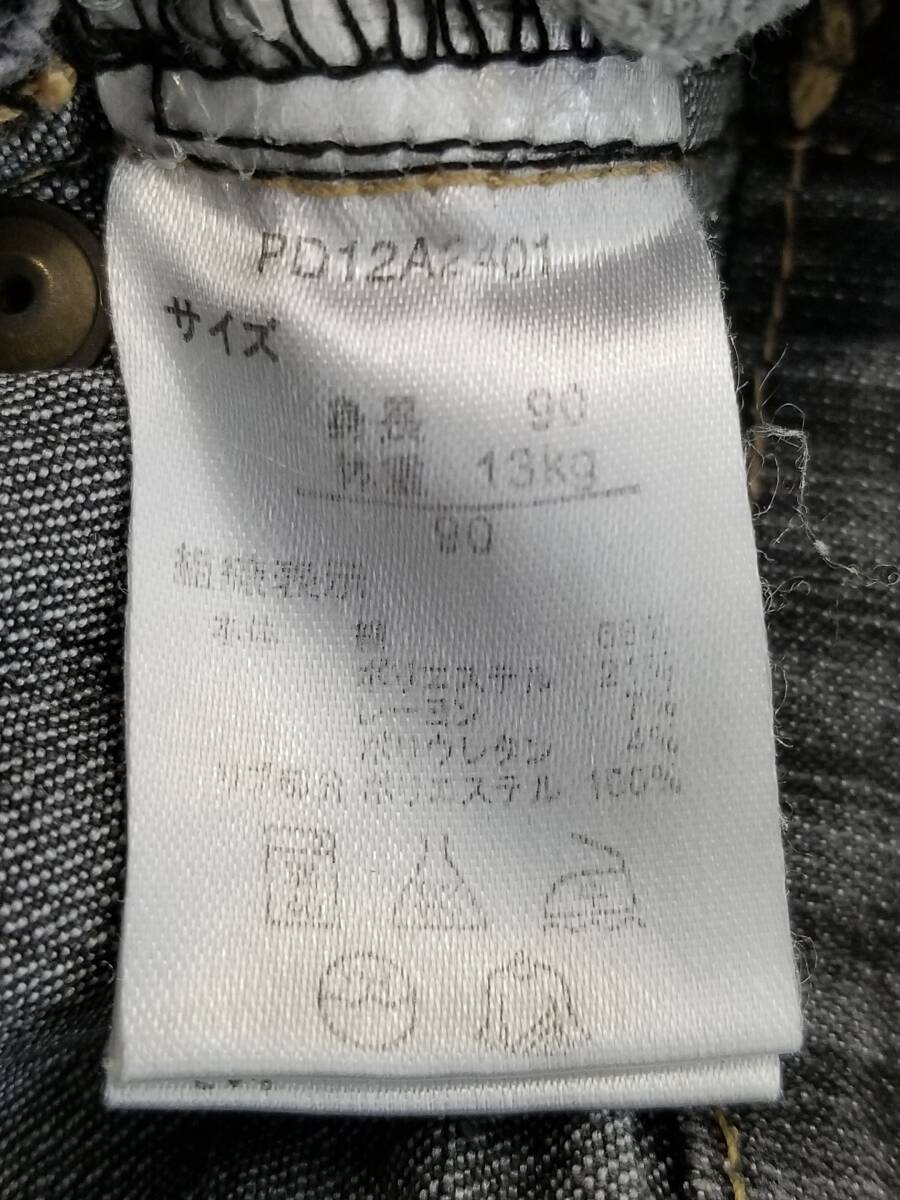 PD12A2401
サイズ
身長 90
体重 13kg
90
組成表示
本体 綿
ポリエステル
レーヨン 7%
ポリウレタン 4%
リブ部分 ポリエステル 100%